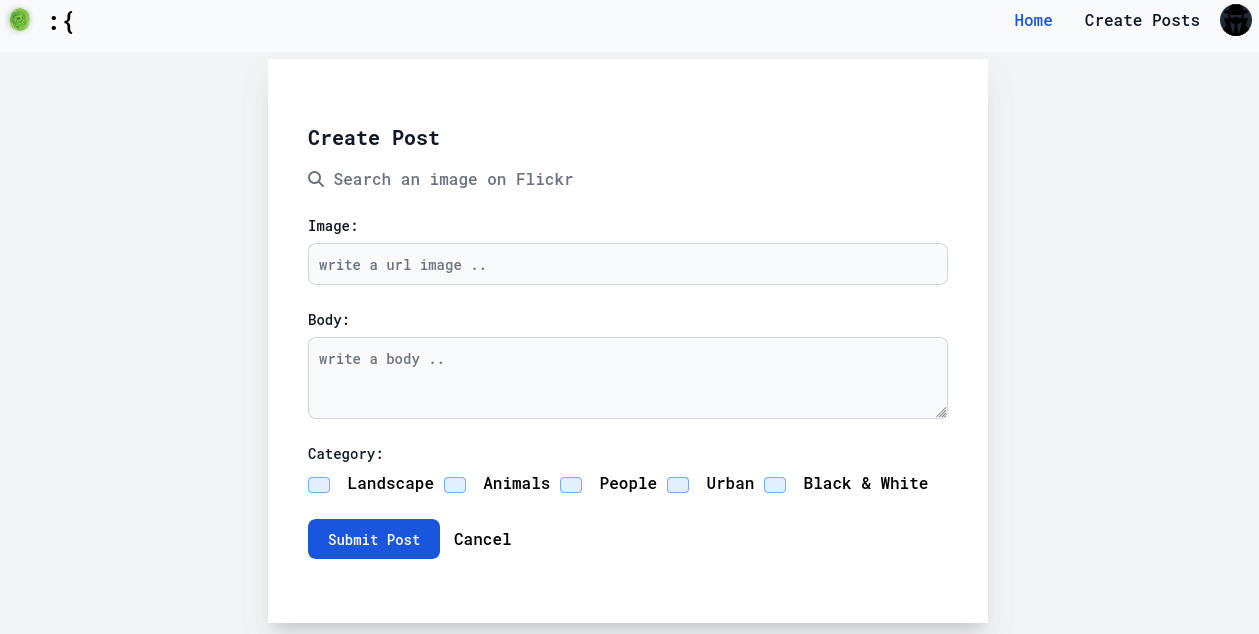 :{
Home Create Posts
Create Post
Search an image on Flickr
Image:
write a url image ..
Body:
write a body ..
Category:
Landscape Animals People Urban Black & White
Submit Post Cancel